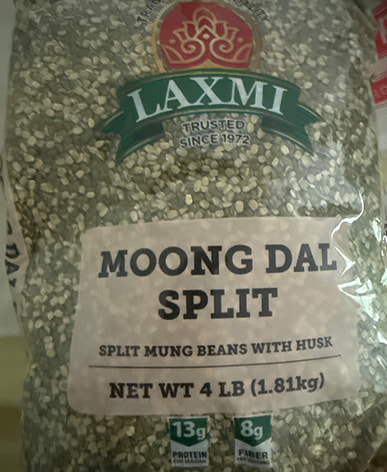 LAXMI
TRUSTED
SINCE 1972
MOONG DAL
SPLIT
SPLIT MUNG BEANS WITH HUSK
NET WT 4 LB (1.81kg)
13g 8g
PROTEIN FIBER